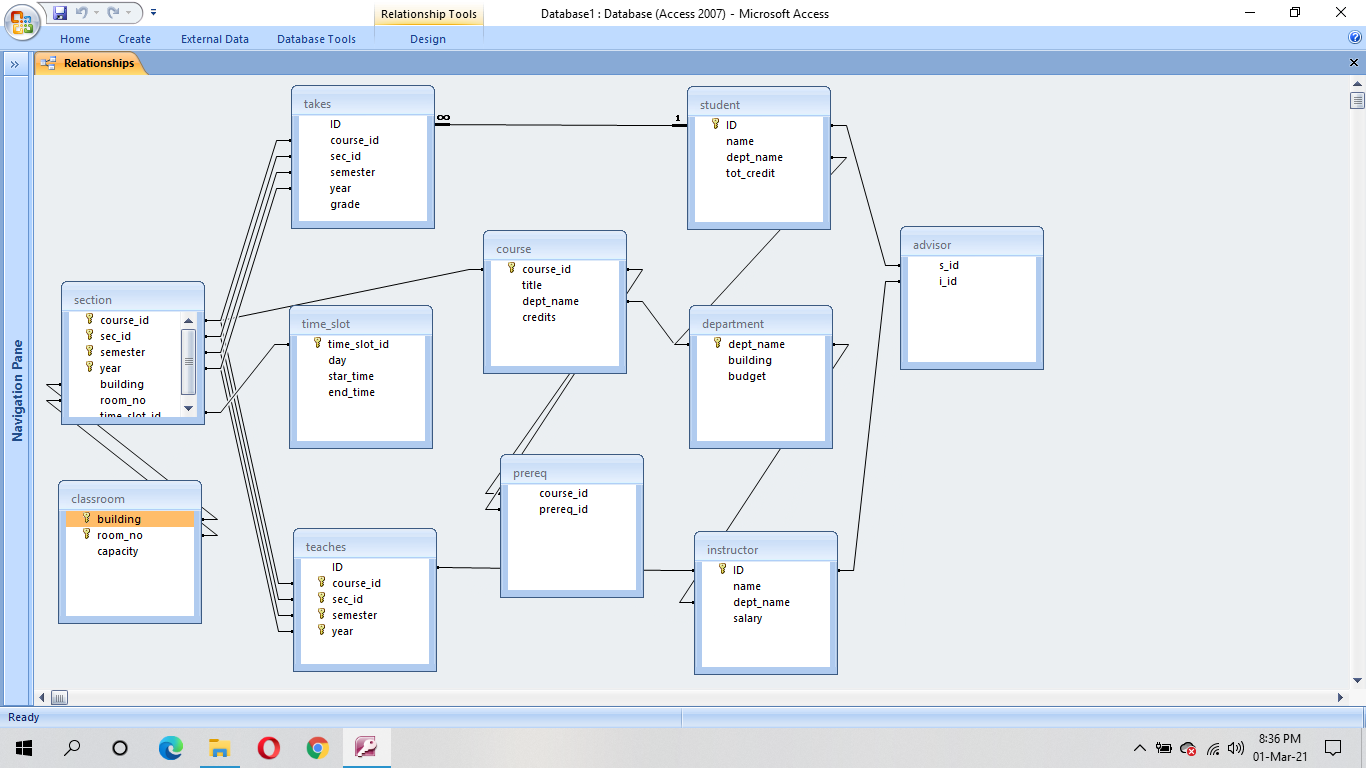 Relationship Tools
Database1 : Database (Access 2007) - Microsoft Access
Home
Create
External Data
Database Tools
Design
»
Relationships
Navigation Pane
takes
ID
course_id
sec_id
semester
year
grade
∞
1
student
ID
name
dept_name
tot_credit
course
course_id
title
dept_name
credits
advisor
s_id
i_id
section
course_id
sec_id
semester
year
building
room_no
time_slot_id
time_slot
time_slot_id
day
star_time
end_time
department
dept_name
building
budget
prereq
course_id
prereq_id
classroom
building
room_no
capacity
teaches
ID
course_id
sec_id
semester
year
instructor
ID
name
dept_name
salary
Ready
8:36 PM
01-Mar-21